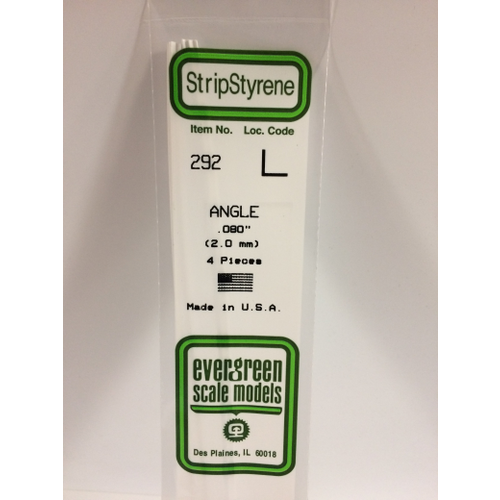 StripStyrene
Item No. Loc. Code
292 L
ANGLE
.080"
(2.0 mm)
4 Pieces
Made in U.S.A.
evergreen
scale models
Des Plaines, IL 60018